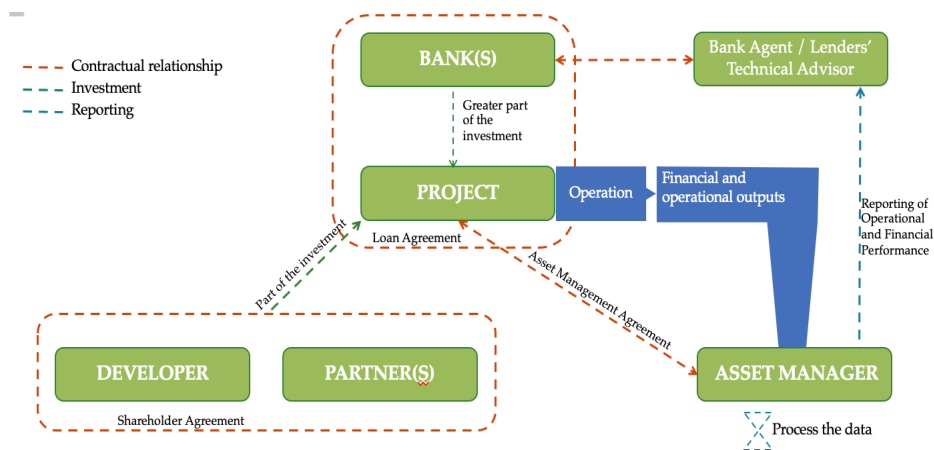 BANK(S)
Bank Agent / Lenders'
Technical Advisor
Contractual relationship
Investment
Reporting
Greater part
of the
investment
PROJECT
Operation
Financial and
operational outputs
Reporting of
Operational
and Financial
Performance
Loan Agreement
Part of the investment
Asset Management Agreement
DEVELOPER
PARTNER(S)
ASSET MANAGER
Shareholder Agreement
Process the data